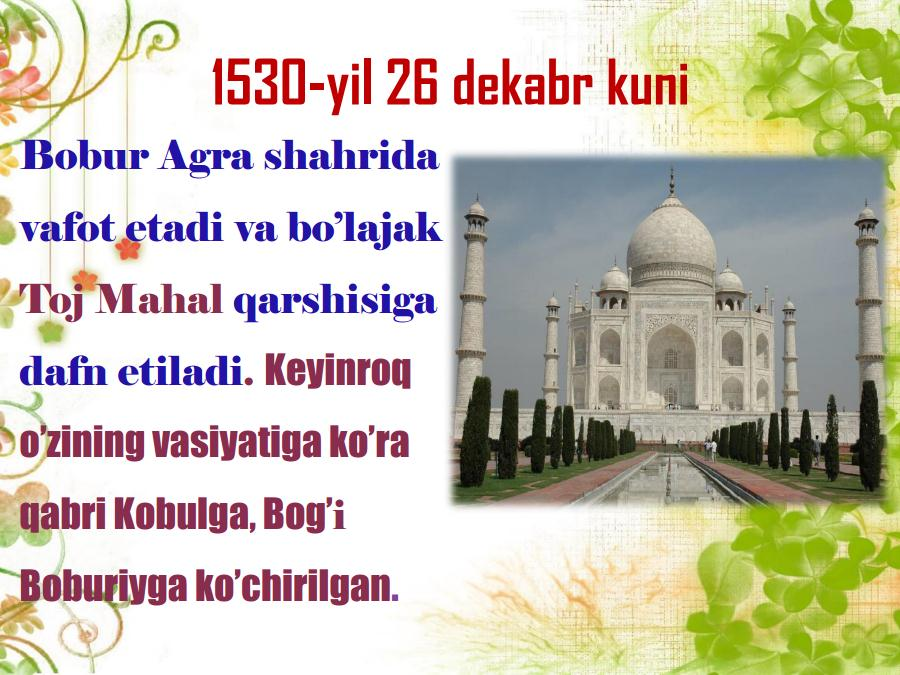 1530-yil 26 dekabr kuni
Bobur Agra shahrida
vafot etadi va bo’lajak
Toj Mahal qarshisiga
dafn etiladi. Keyinroq
o’zining vasiyatiga ko’ra
qabri Kobulga, Bog’i
Boburiyga ko’chirilgan.